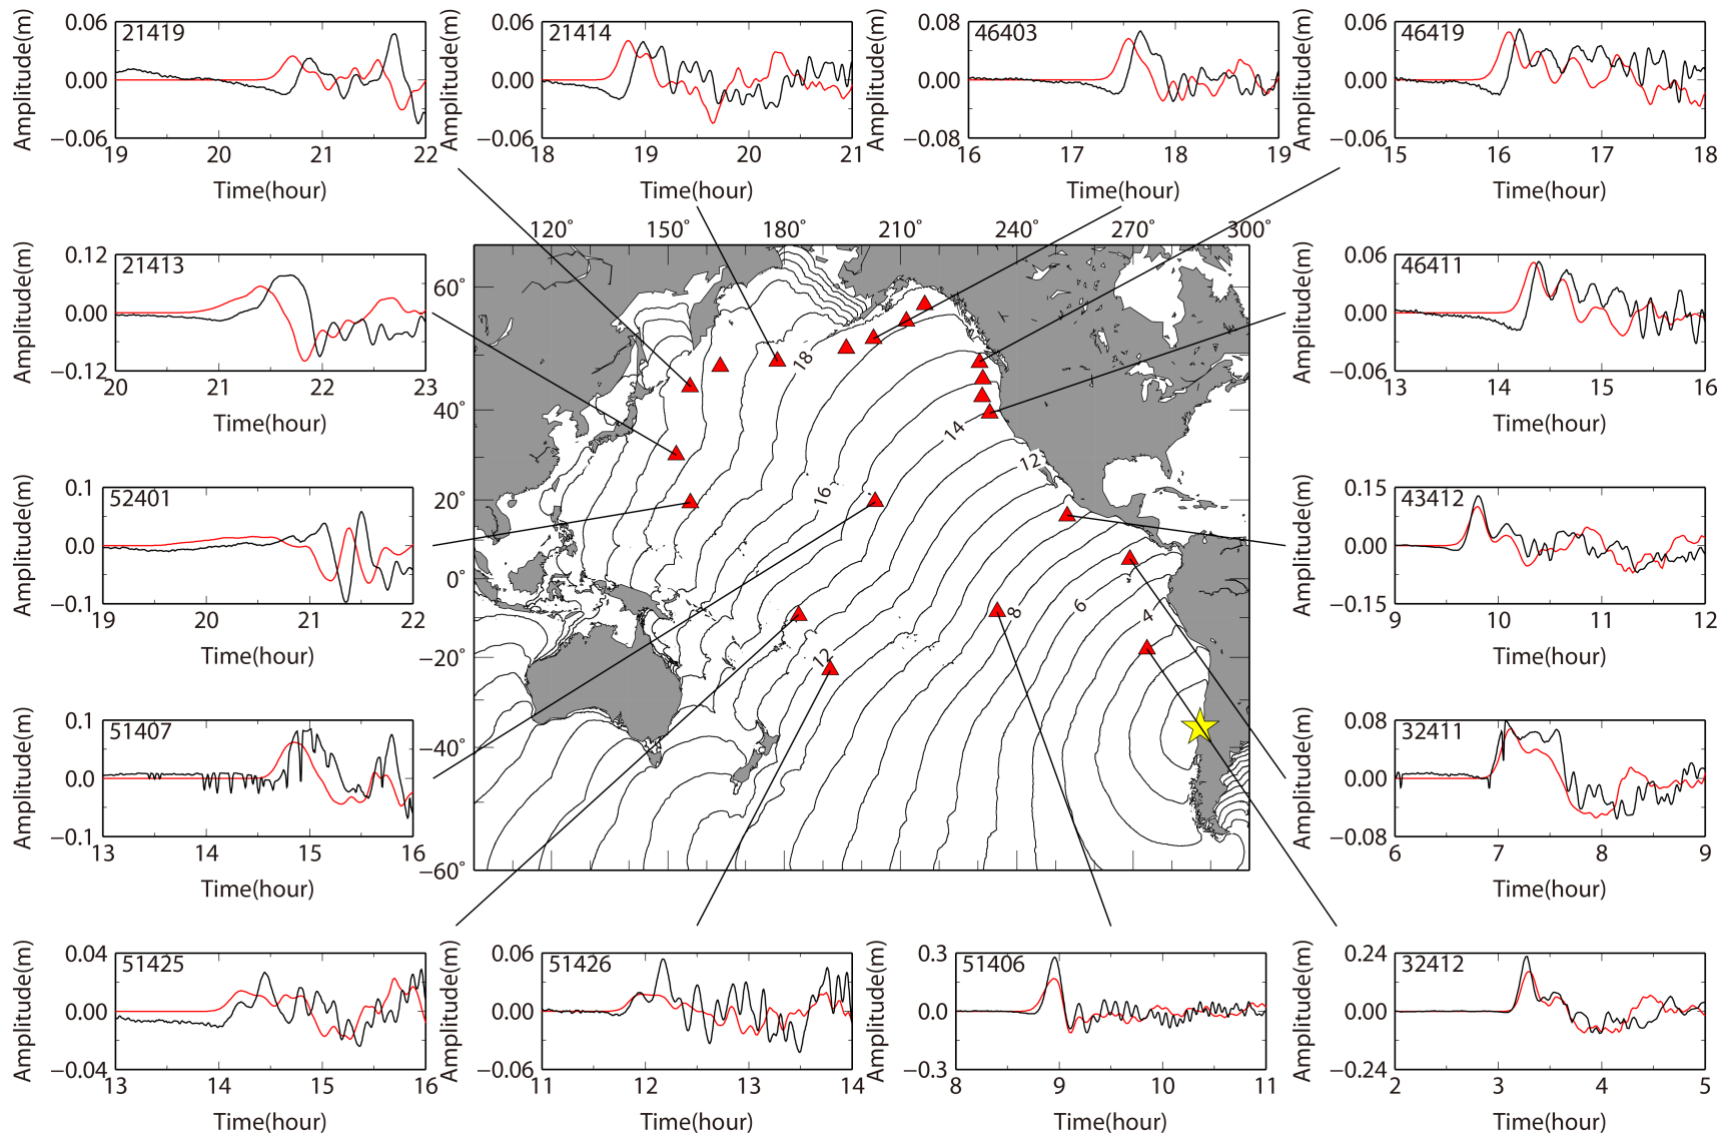 21419
Amplitude(m)
0.06
0.00
−0.06
19 20 21 22
Time(hour)
21414
Amplitude(m)
0.06
0.00
−0.06
18 19 20 21
Time(hour)
46403
Amplitude(m)
0.08
0.00
−0.08
16 17 18 19
Time(hour)
46419
Amplitude(m)
0.06
0.00
−0.06
15 16 17 18
Time(hour)
21413
Amplitude(m)
0.12
0.00
−0.12
20 21 22 23
Time(hour)
120° 150° 180° 210° 240° 270° 300°
60°
40°
20°
0°
−20°
−40°
−60°
18
16
14
12
12
8
6
4
46411
Amplitude(m)
0.06
0.00
−0.06
13 14 15 16
Time(hour)
52401
Amplitude(m)
0.1
0.0
−0.1
19 20 21 22
Time(hour)
43412
Amplitude(m)
0.15
0.00
−0.15
9 10 11 12
Time(hour)
51407
Amplitude(m)
0.1
0.0
−0.1
13 14 15 16
Time(hour)
32411
Amplitude(m)
0.08
0.00
−0.08
6 7 8 9
Time(hour)
51425
Amplitude(m)
0.04
0.00
−0.04
13 14 15 16
Time(hour)
51426
Amplitude(m)
0.06
0.00
−0.06
11 12 13 14
Time(hour)
51406
Amplitude(m)
0.3
0.0
−0.3
8 9 10 11
Time(hour)
32412
Amplitude(m)
0.24
0.00
−0.24
2 3 4 5
Time(hour)